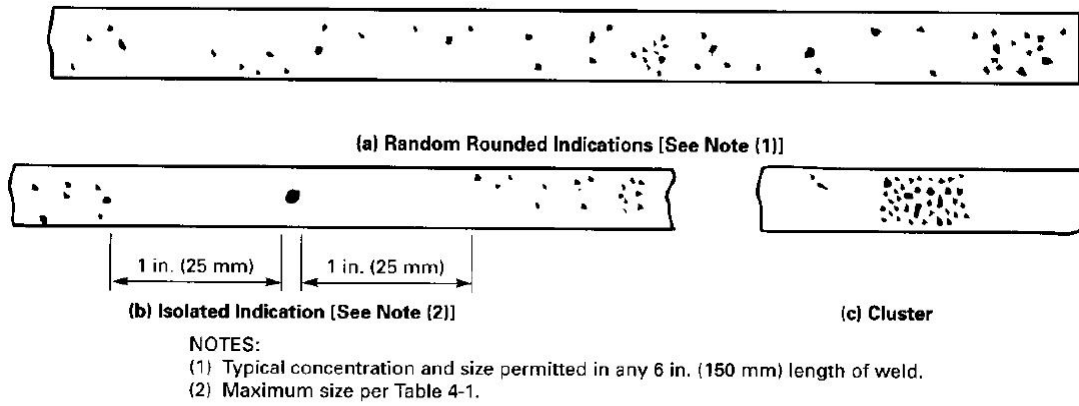 (a) Random Rounded Indications [See Note (1)]
1 in. (25 mm) 1 in. (25 mm)
(b) Isolated Indication [See Note (2)]
(c) Cluster
NOTES:
(1) Typical concentration and size permitted in any 6 in. (150 mm) length of weld.
(2) Maximum size per Table 4-1.